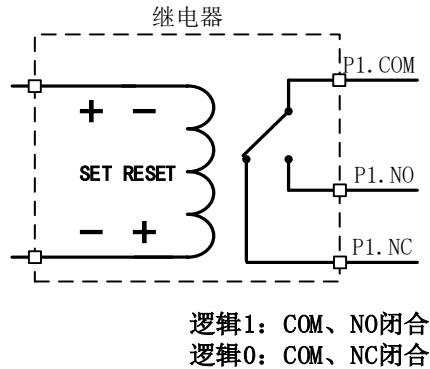 继电器
P1.COM
+ −
SET RESET
P1.NO
− +
P1.NC
逻辑1：COM、NO闭合
逻辑0：COM、NC闭合